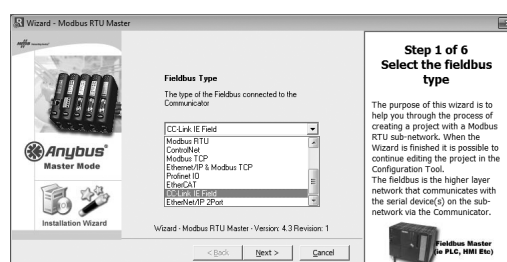 Wizard - Modbus RTU Master
Anybus®
Master Mode
Installation Wizard
Fieldbus Type
The type of the Fieldbus connected to the
Communicator
CC-Link IE Field
Modbus RTU
ControlNet
Modbus TCP
Ethernet/IP & Modbus TCP
Profinet IO
EtherCAT
CC-Link IE Field
EtherNet/IP 2Port
Wizard - Modbus RTU Master - Version: 4.3 Revision: 1
< Back
Next >
Cancel
Step 1 of 6
Select the fieldbus
type
The purpose of this wizard is to
help you through the process of
creating a project with a Modbus
RTU sub-network. When the
Wizard is finished it is possible to
continue editing the project in the
Configuration Tool.
The fieldbus is the higher layer
network that communicates with
the serial device(s) on the sub-
network via the Communicator.
Fieldbus Master
(ie PLC, HMI Etc)